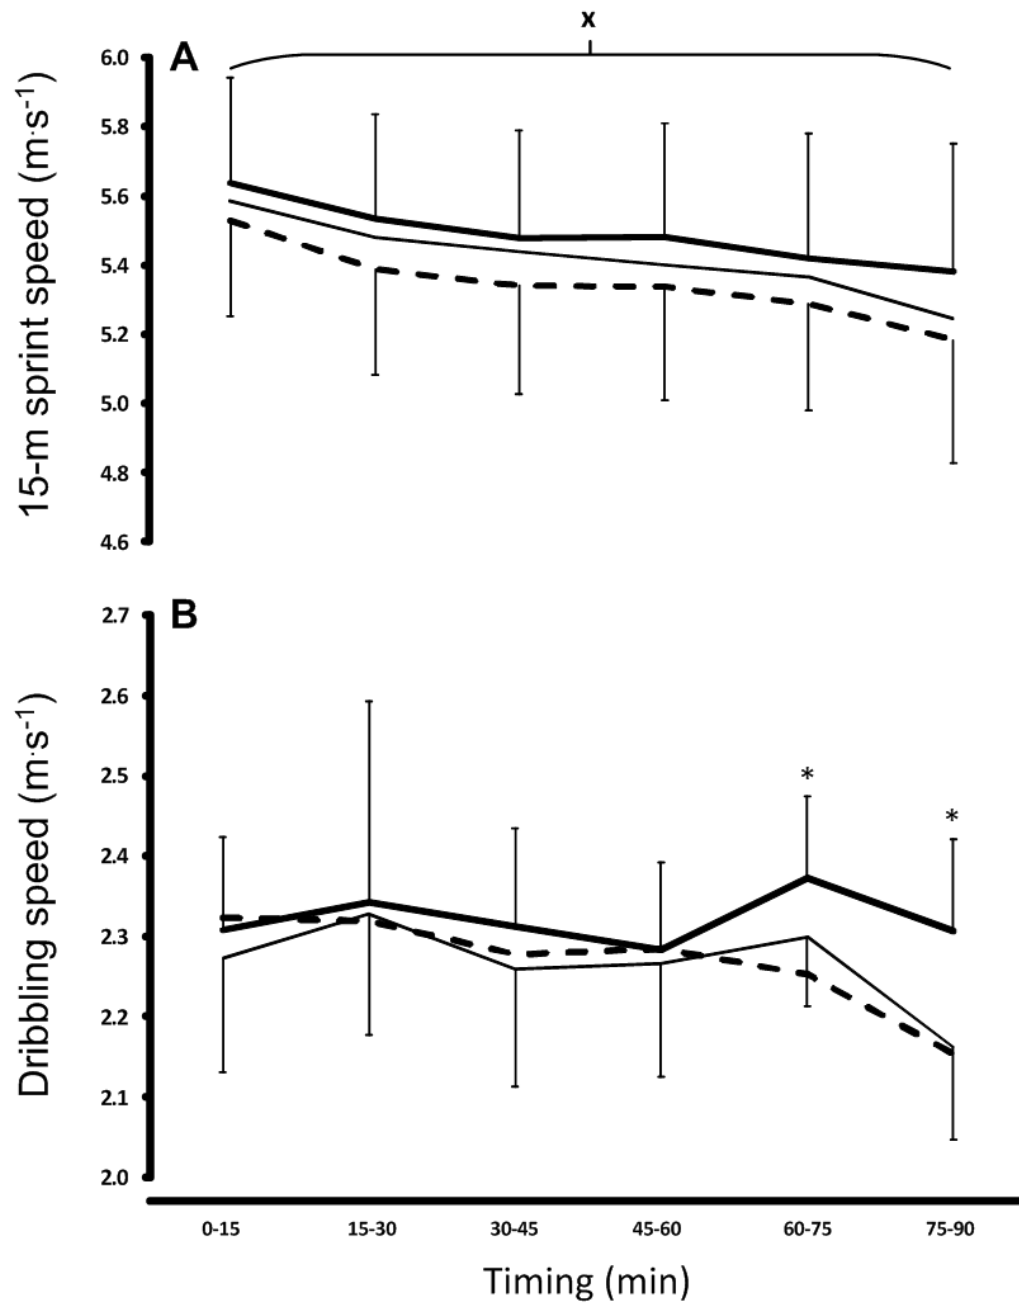 x
A
15-m sprint speed (m·s⁻¹)
6.0
5.8
5.6
5.4
5.2
5.0
4.8
4.6
B
Dribbling speed (m·s⁻¹)
2.7
2.6
2.5
2.4
2.3
2.2
2.1
2.0
*
*
0-15 15-30 30-45 45-60 60-75 75-90
Timing (min)